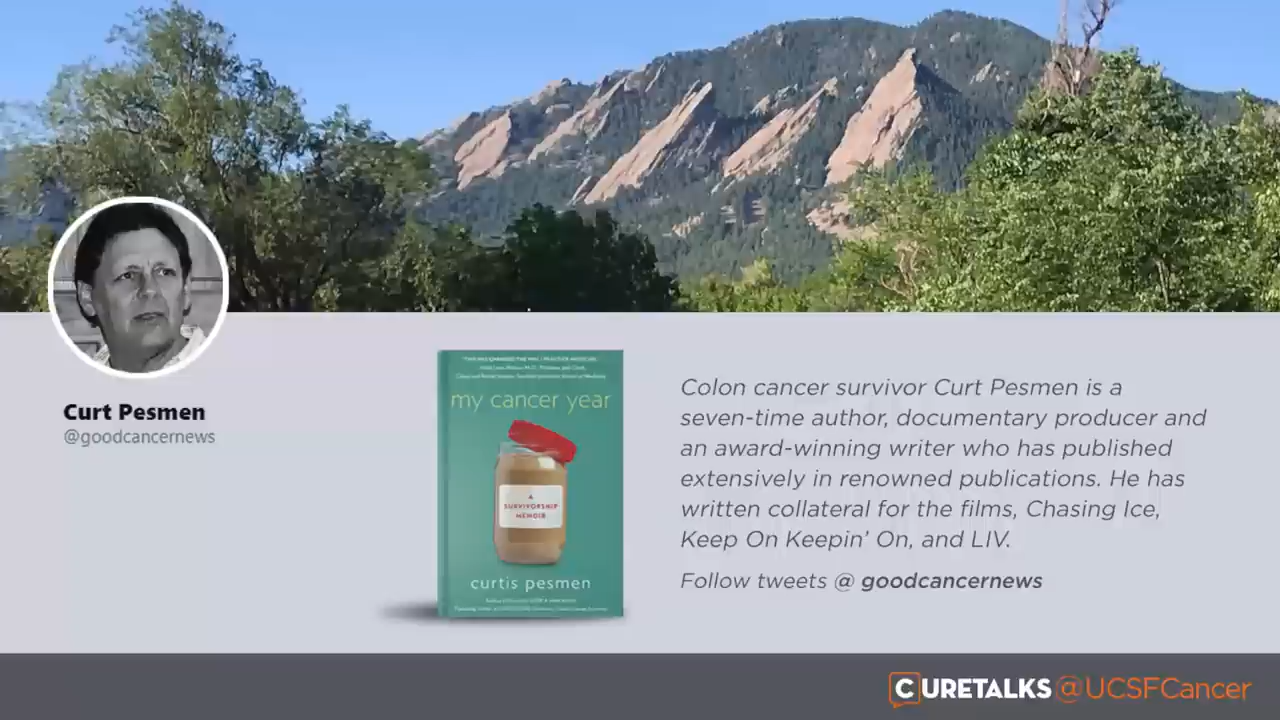 Curt Pesmen
@goodcancernews
my cancer year
A
SURVIVORSHIP
MEMOIR
curtis pesmen
Colon cancer survivor Curt Pesmen is a
seven-time author, documentary producer and
an award-winning writer who has published
extensively in renowned publications. He has
written collateral for the films, Chasing Ice,
Keep On Keepin’ On, and LIV.
Follow tweets @ goodcancernews
CURETALKS@UCSFCancer